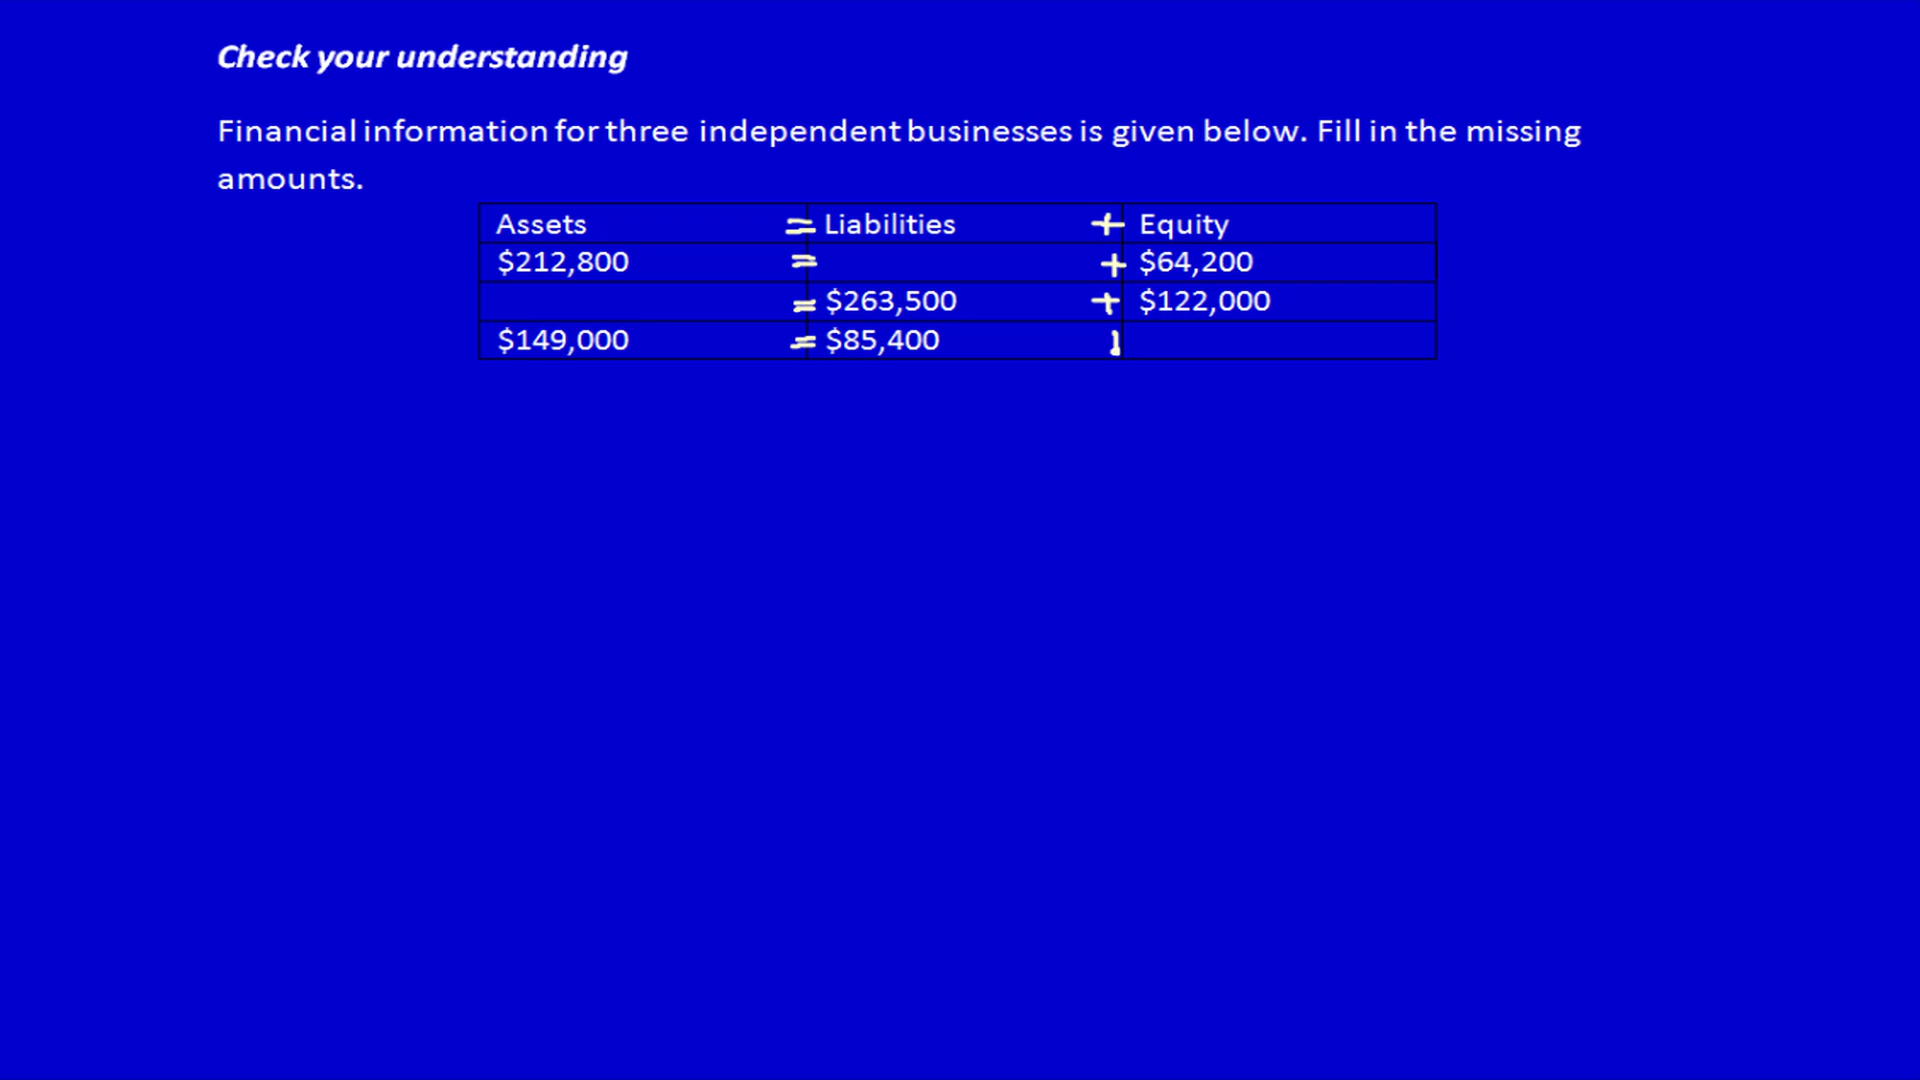 Check your understanding
Financial information for three independent businesses is given below. Fill in the missing
amounts.
Assets = Liabilities + Equity
$212,800 = + $64,200
= $263,500 + $122,000
$149,000 = $85,400